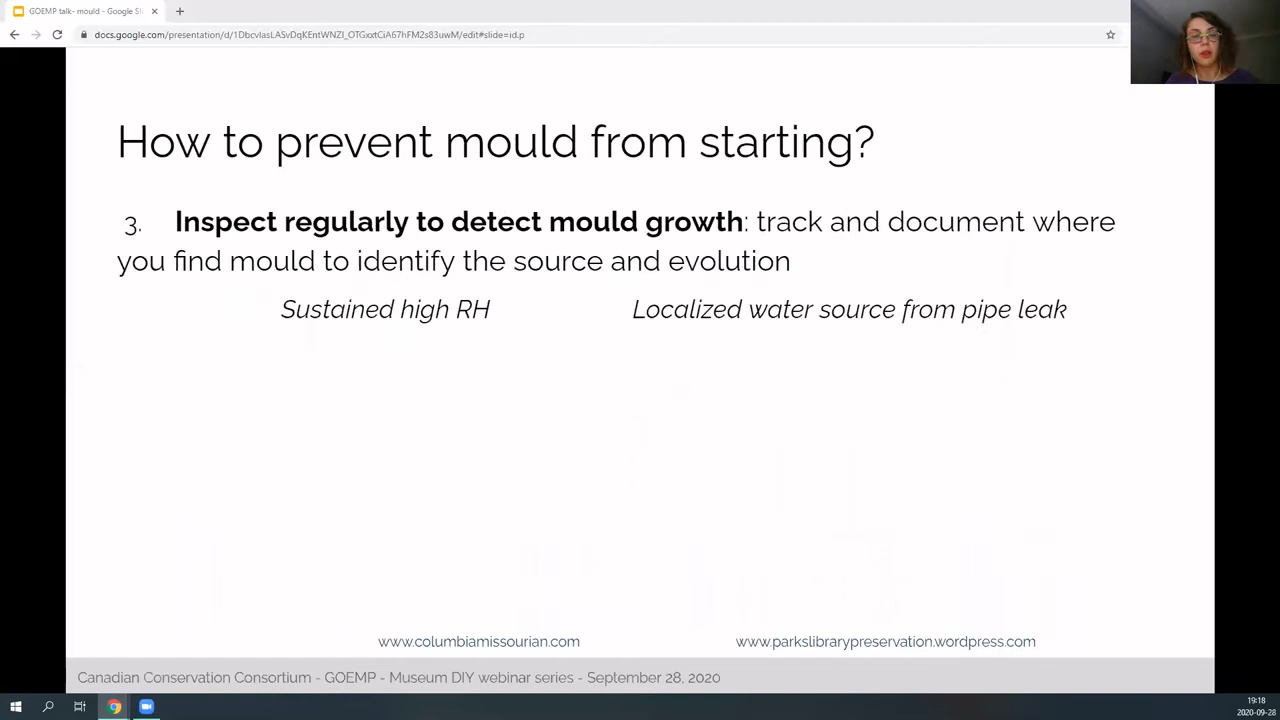 GOEMP talk- mould - Google Sli
docs.google.com/presentation/d/1DbcvIasLASvDqKEntWNZI_OTGxxtCiA67hFM2s83uwM/edit#slide=id.p
How to prevent mould from starting?
3. Inspect regularly to detect mould growth: track and document where
you find mould to identify the source and evolution
Sustained high RH
Localized water source from pipe leak
www.columbiamissourian.com
www.parkslibrarypreservation.wordpress.com
Canadian Conservation Consortium - GOEMP - Museum DIY webinar series - September 28, 2020
19:18
2020-09-28